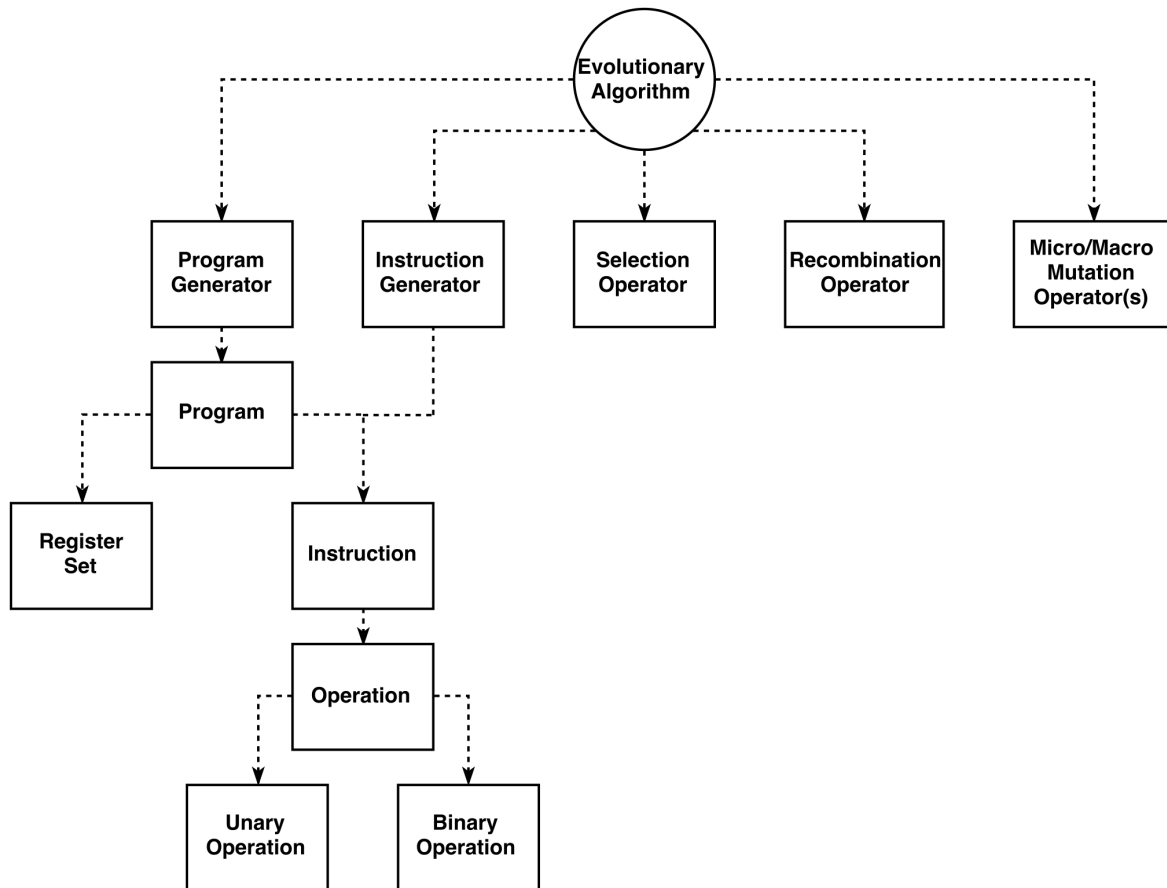 Evolutionary
Algorithm
Program
Generator
Instruction
Generator
Selection
Operator
Recombination
Operator
Micro/Macro
Mutation
Operator(s)
Program
Register
Set
Instruction
Operation
Unary
Operation
Binary
Operation